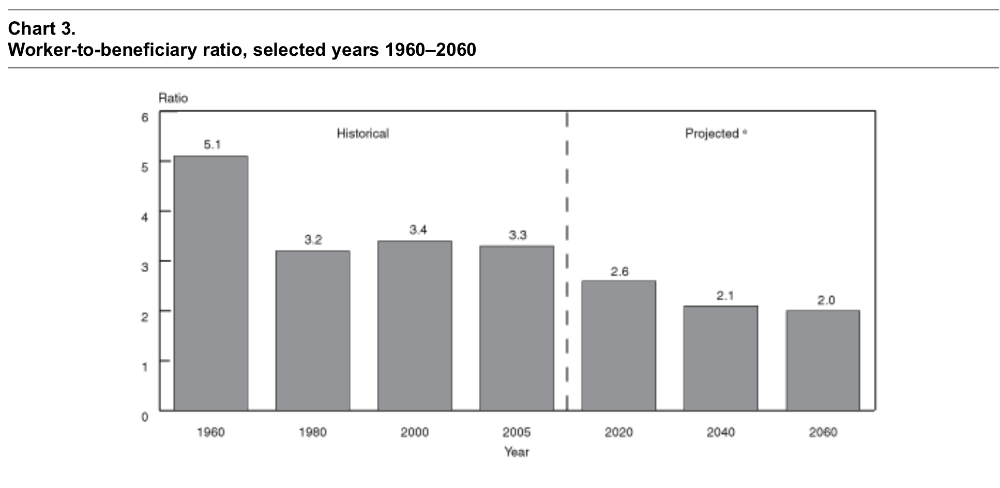 Chart 3.
Worker-to-beneficiary ratio, selected years 1960–2060
Ratio
6
Historical
Projected ᵃ
5.1
5
4
3.2
3.4
3.3
3
2.6
2.1
2.0
2
1
0
1960 1980 2000 2005 2020 2040 2060
Year